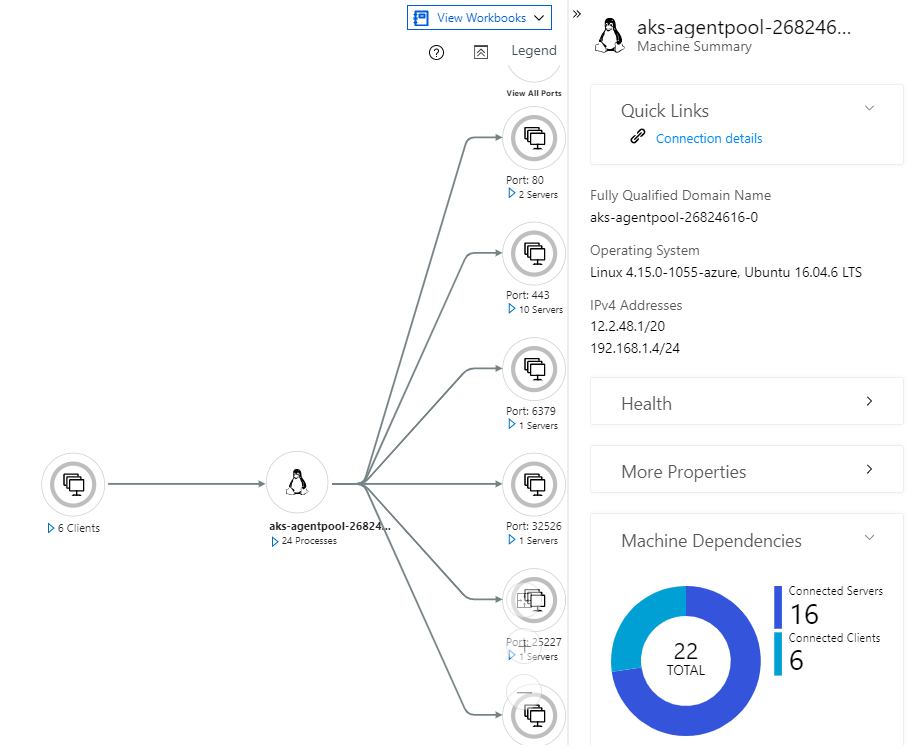 View Workbooks
Legend
View All Ports
Port: 80
2 Servers
Port: 443
10 Servers
Port: 6379
1 Servers
6 Clients
aks-agentpool-26824...
24 Processes
Port: 32526
1 Servers
Port: 25227
1 Servers
aks-agentpool-268246...
Machine Summary
Quick Links
Connection details
Fully Qualified Domain Name
aks-agentpool-26824616-0
Operating System
Linux 4.15.0-1055-azure, Ubuntu 16.04.6 LTS
IPv4 Addresses
12.2.48.1/20
192.168.1.4/24
Health
More Properties
Machine Dependencies
22
TOTAL
Connected Servers
16
Connected Clients
6